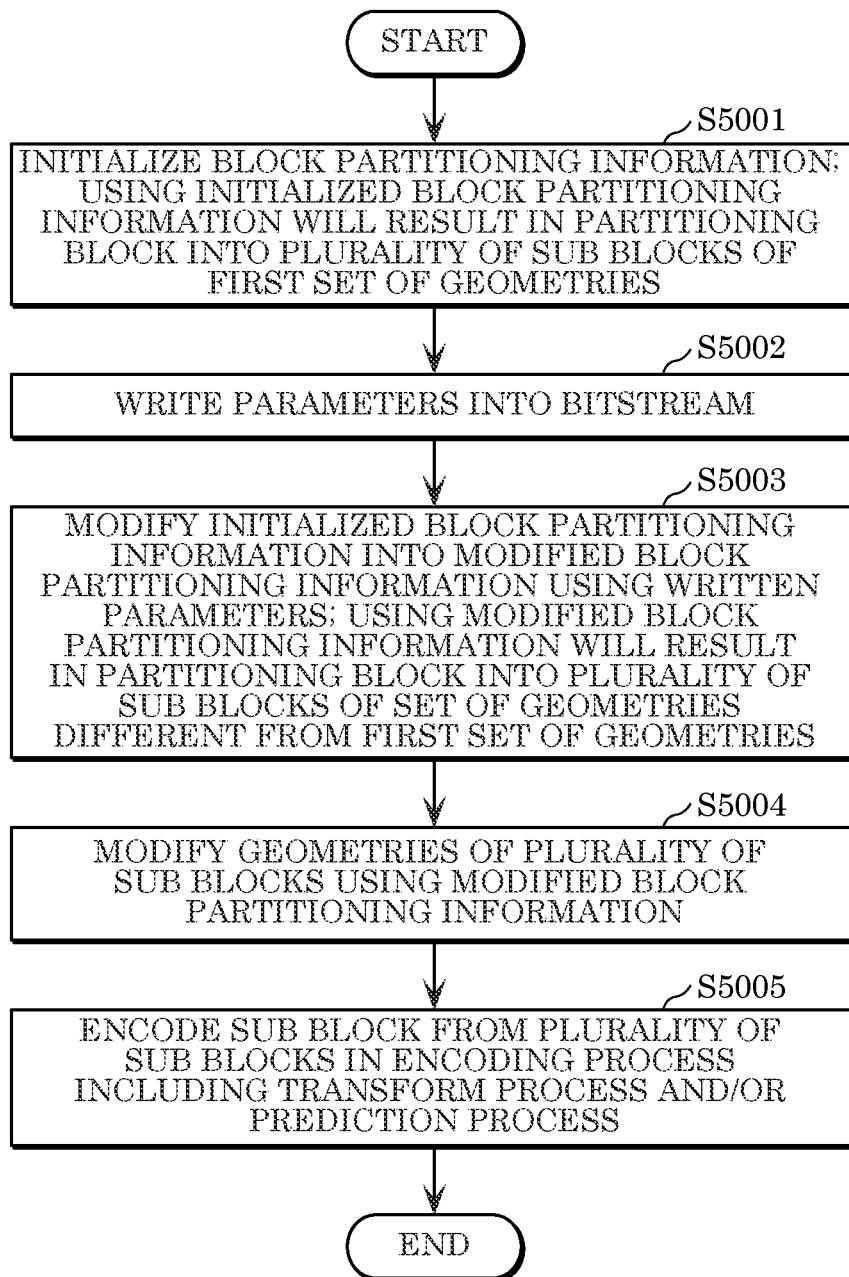 START
S5001
INITIALIZE BLOCK PARTITIONING INFORMATION;
USING INITIALIZED BLOCK PARTITIONING
INFORMATION WILL RESULT IN PARTITIONING
BLOCK INTO PLURALITY OF SUB BLOCKS OF
FIRST SET OF GEOMETRIES
S5002
WRITE PARAMETERS INTO BITSTREAM
S5003
MODIFY INITIALIZED BLOCK PARTITIONING
INFORMATION INTO MODIFIED BLOCK
PARTITIONING INFORMATION USING WRITTEN
PARAMETERS; USING MODIFIED BLOCK
PARTITIONING INFORMATION WILL RESULT
IN PARTITIONING BLOCK INTO PLURALITY OF
SUB BLOCKS OF SET OF GEOMETRIES
DIFFERENT FROM FIRST SET OF GEOMETRIES
S5004
MODIFY GEOMETRIES OF PLURALITY OF
SUB BLOCKS USING MODIFIED BLOCK
PARTITIONING INFORMATION
S5005
ENCODE SUB BLOCK FROM PLURALITY OF
SUB BLOCKS IN ENCODING PROCESS
INCLUDING TRANSFORM PROCESS AND/OR
PREDICTION PROCESS
END